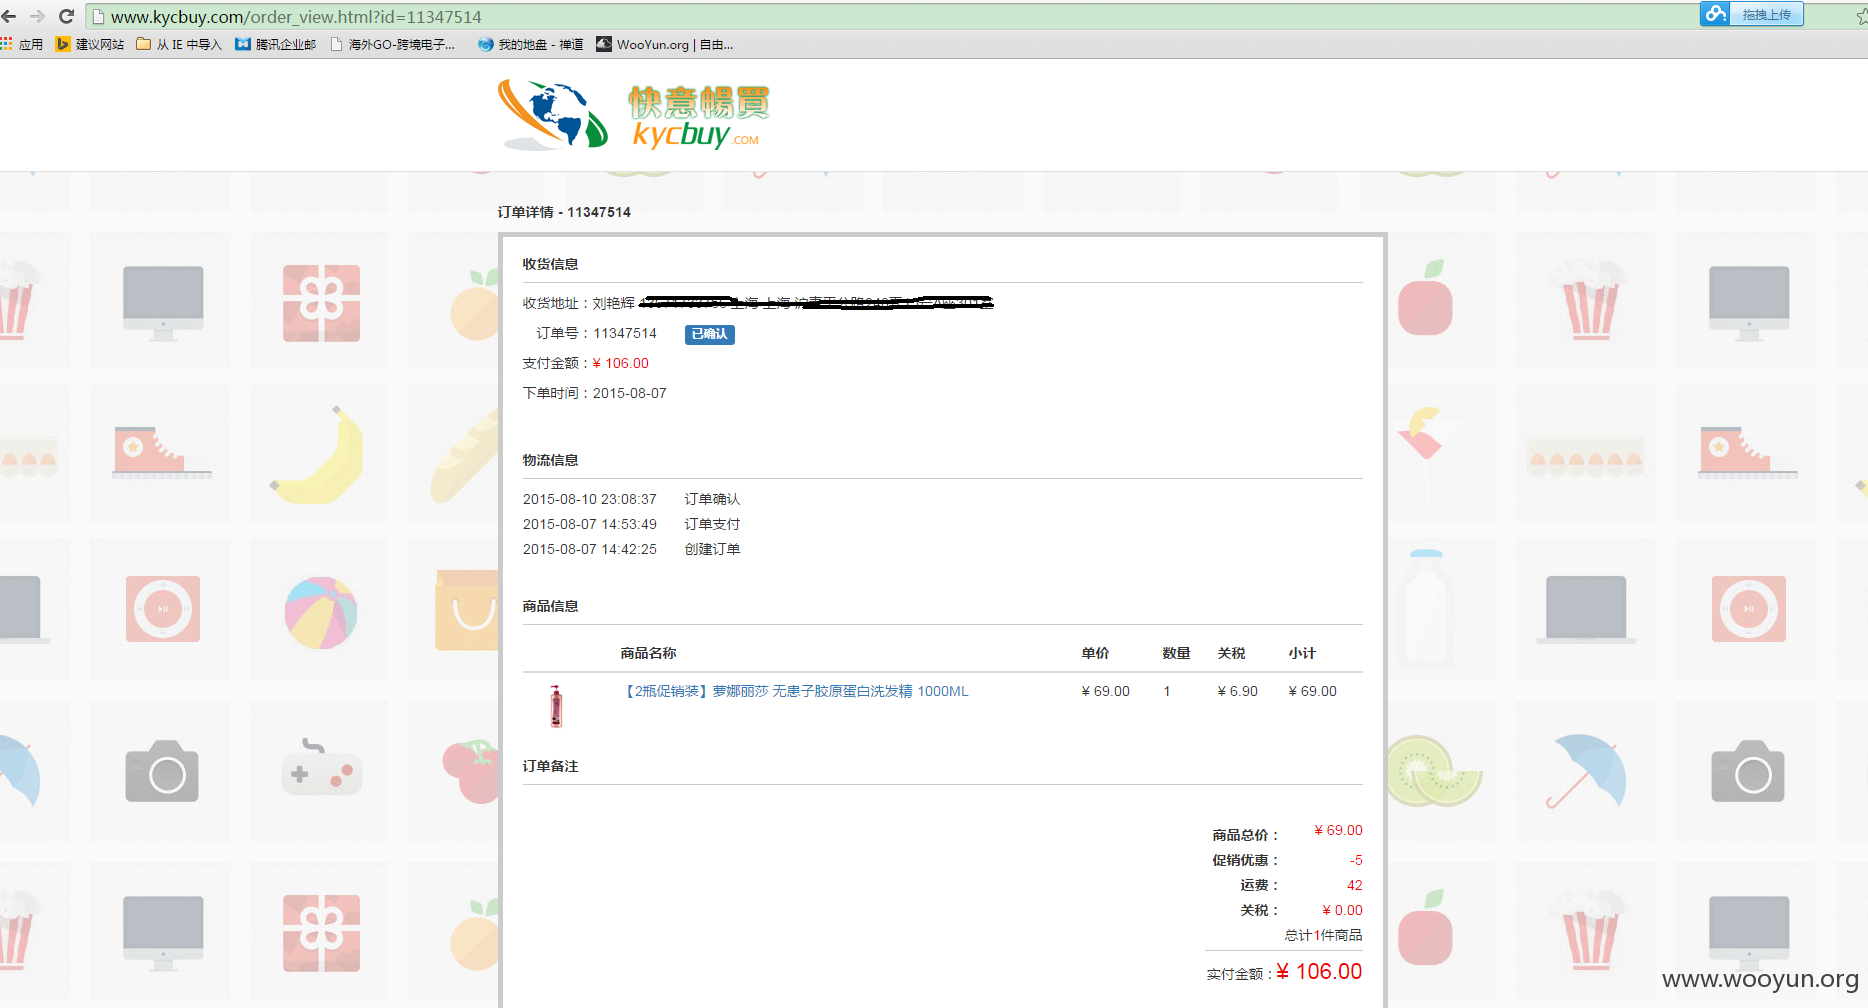 www.kycbuy.com/order_view.html?id=11347514
拖拽上传
应用 建议网站 从 IE 中导入 腾讯企业邮 海外GO-跨境电子... 我的地盘 - 禅道 WooYun.org | 自由...
快意暢買
kycbuy.COM
订单详情 - 11347514
收货信息
收货地址：刘艳辉
订单号：11347514 已确认
支付金额：¥ 106.00
下单时间：2015-08-07
物流信息
2015-08-10 23:08:37 订单确认
2015-08-07 14:53:49 订单支付
2015-08-07 14:42:25 创建订单
商品信息
商品名称 单价 数量 关税 小计
【2瓶促销装】萝娜丽莎 无患子胶原蛋白洗发精 1000ML ¥ 69.00 1 ¥ 6.90 ¥ 69.00
订单备注
商品总价： ¥ 69.00
促销优惠： -5
运费： 42
关税： ¥ 0.00
总计1件商品
实付金额：¥ 106.00
www.wooyun.org